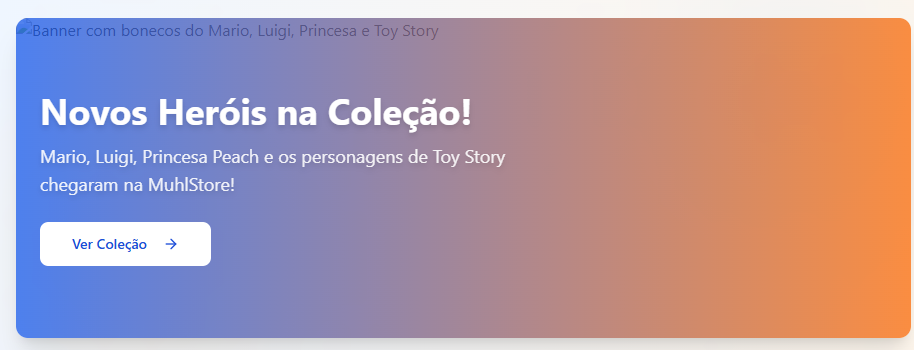 Banner com bonecos do Mario, Luigi, Princesa e Toy Story
Novos Heróis na Coleção!
Mario, Luigi, Princesa Peach e os personagens de Toy Story
chegaram na MuhlStore!
Ver Coleção